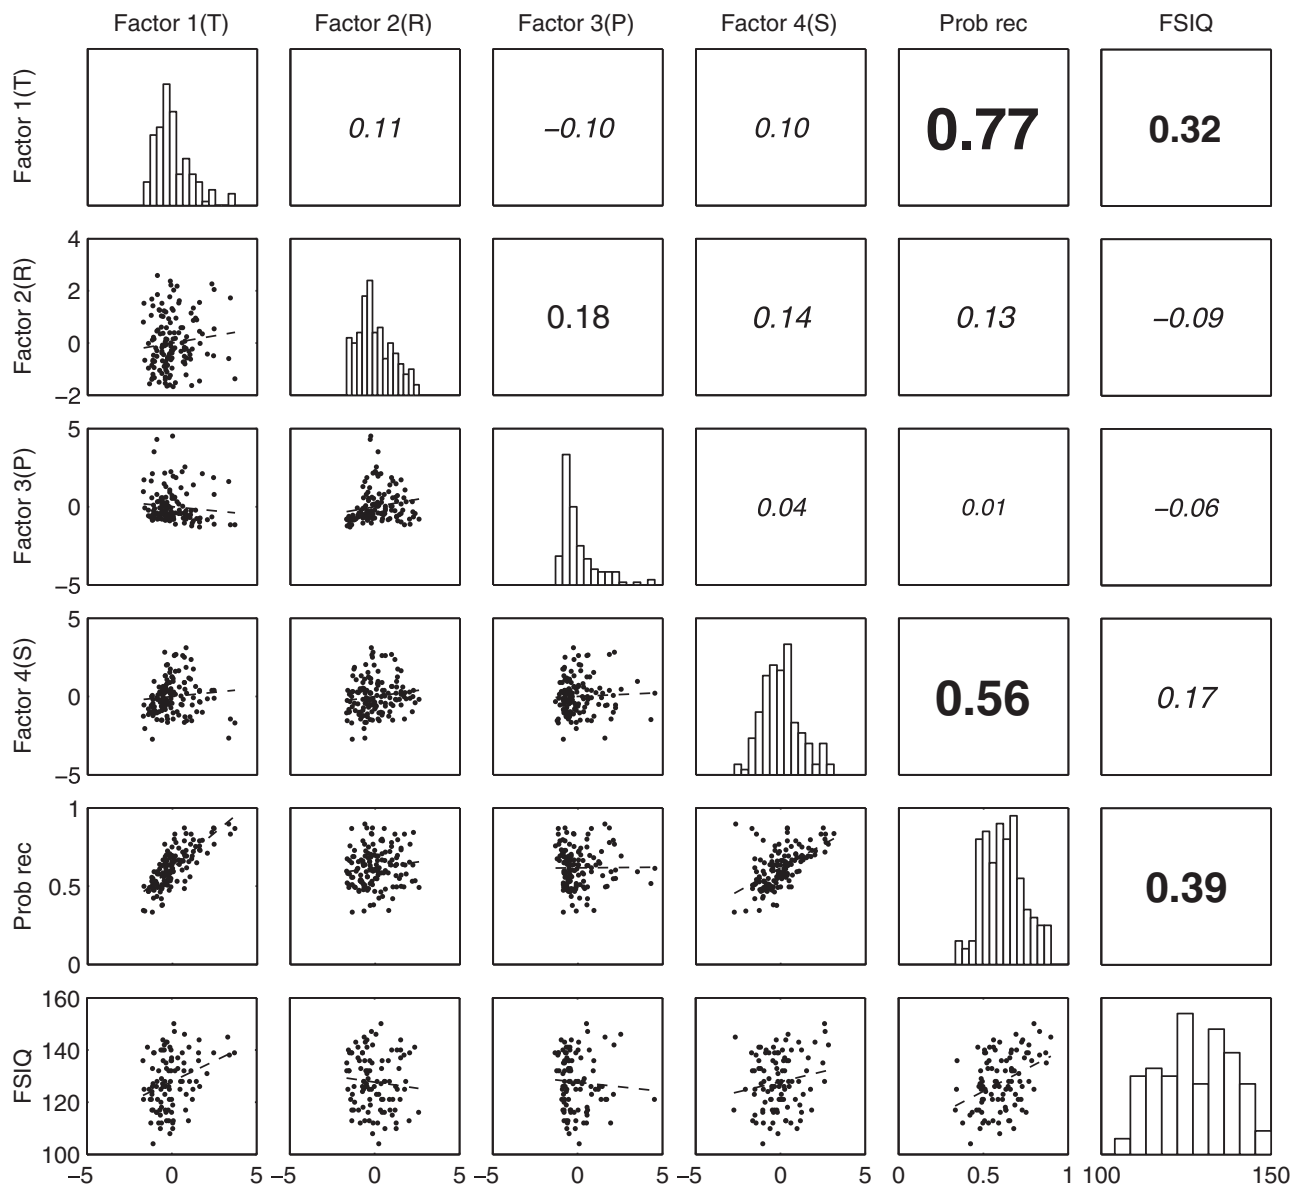 Factor 1(T) Factor 2(R) Factor 3(P) Factor 4(S) Prob rec FSIQ
Factor 1(T)
0.11 −0.10 0.10 0.77 0.32
Factor 2(R)
4
2
0
−2
0.18 0.14 0.13 −0.09
Factor 3(P)
5
0
−5
0.04 0.01 −0.06
Factor 4(S)
5
0
−5
0.56 0.17
Prob rec
1
0.5
0
0.39
FSIQ
160
140
120
100
−5 0 5 −5 0 5 −5 0 5 −5 0 5 0 0.5 1 100 150